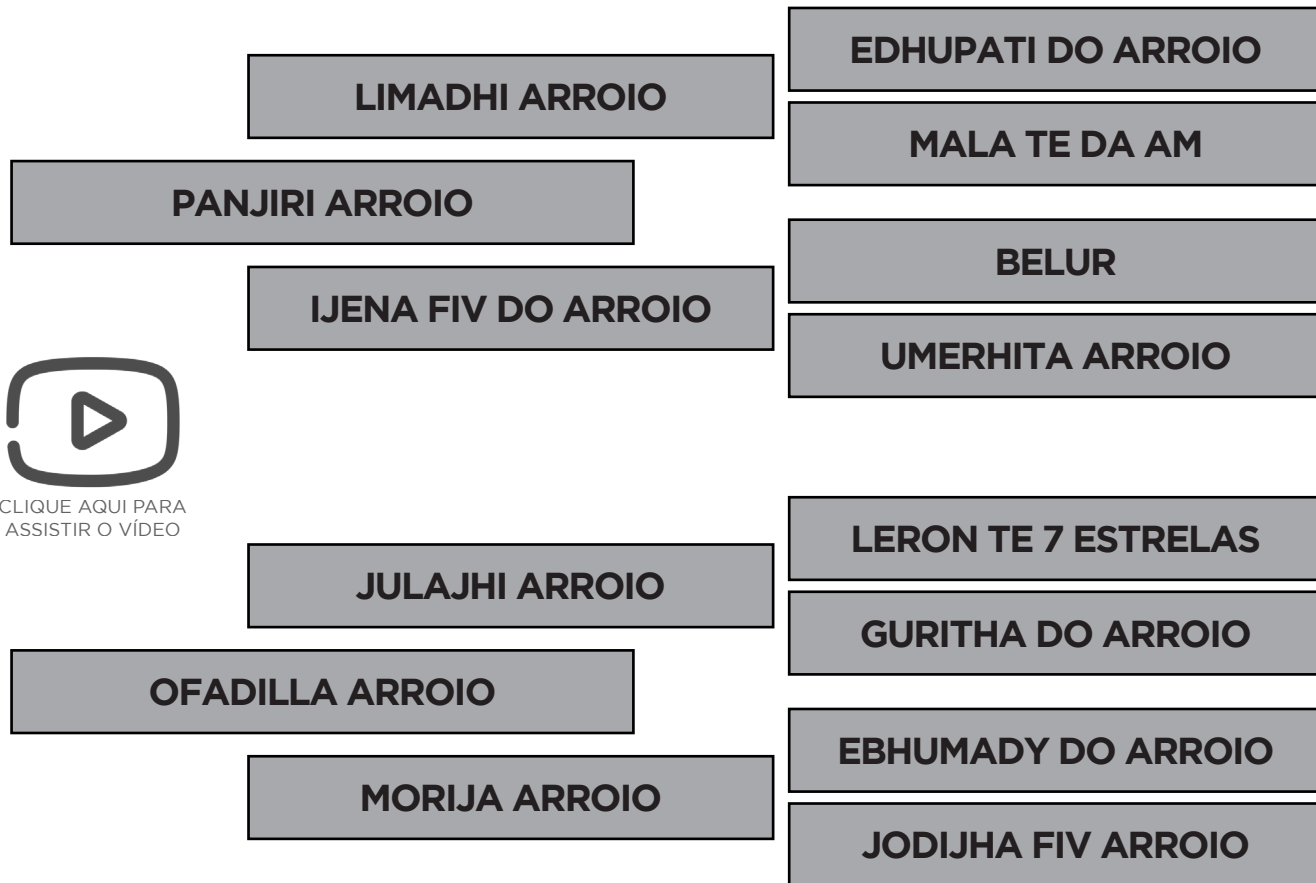 EDHUPATI DO ARROIO
LIMADHI ARROIO
MALA TE DA AM
PANJIRI ARROIO
BELUR
IJENA FIV DO ARROIO
UMERHITA ARROIO
CLIQUE AQUI PARA
ASSISTIR O VÍDEO
LERON TE 7 ESTRELAS
JULAJHI ARROIO
GURITHA DO ARROIO
OFADILLA ARROIO
EBHUMADY DO ARROIO
MORIJA ARROIO
JODIJHA FIV ARROIO